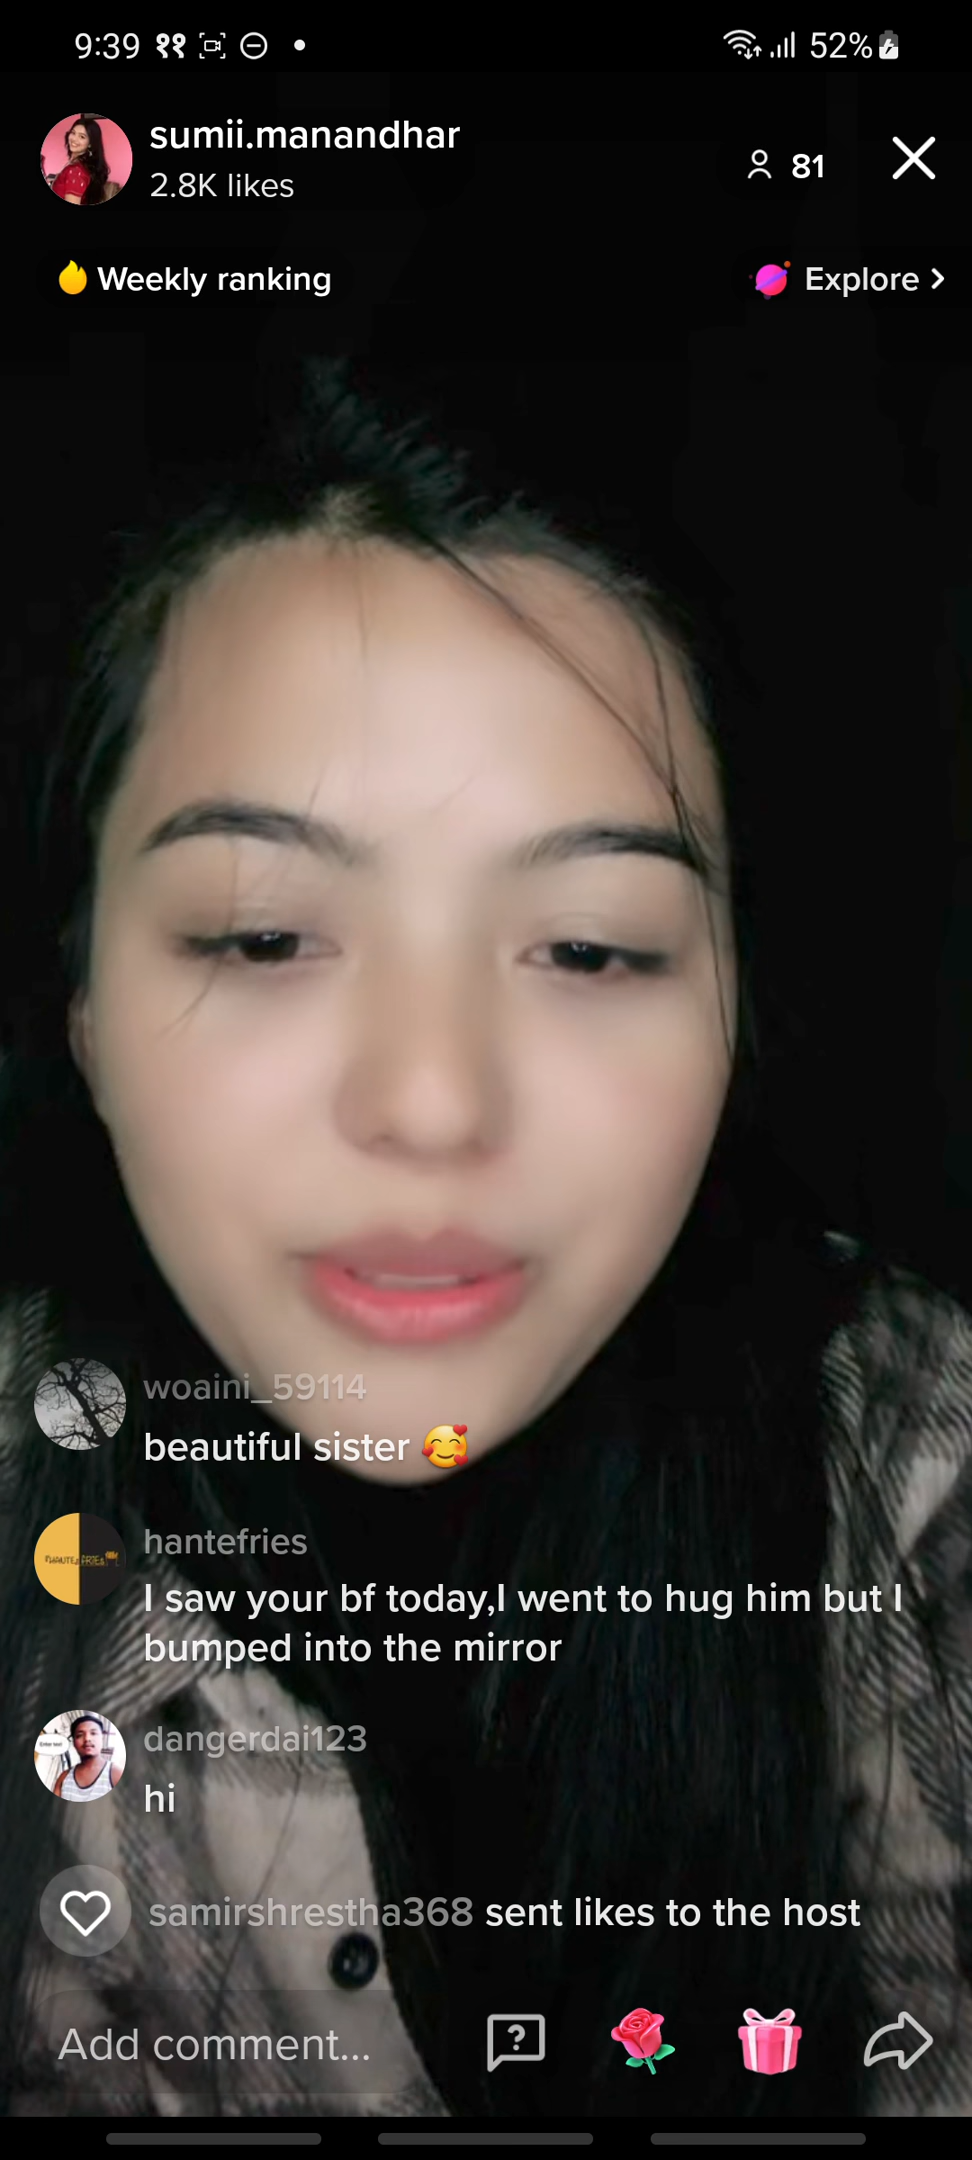 9:39 52%
sumii.manandhar
2.8K likes
81
Weekly ranking
Explore >
woaini_59114
beautiful sister 🥰
hantefries
I saw your bf today,I went to hug him but I
bumped into the mirror
dangerdai123
hi
samirshrestha368 sent likes to the host
Add comment...